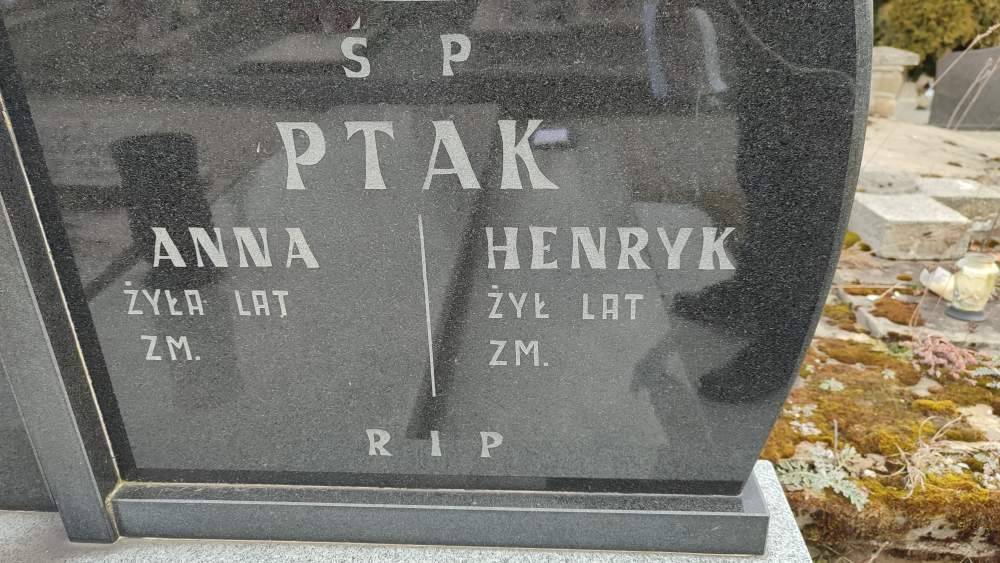 Ś P
PTAK
ANNA
ŻYŁA LAT
ZM.
HENRYK
ŻYŁ LAT
ZM.
R I P